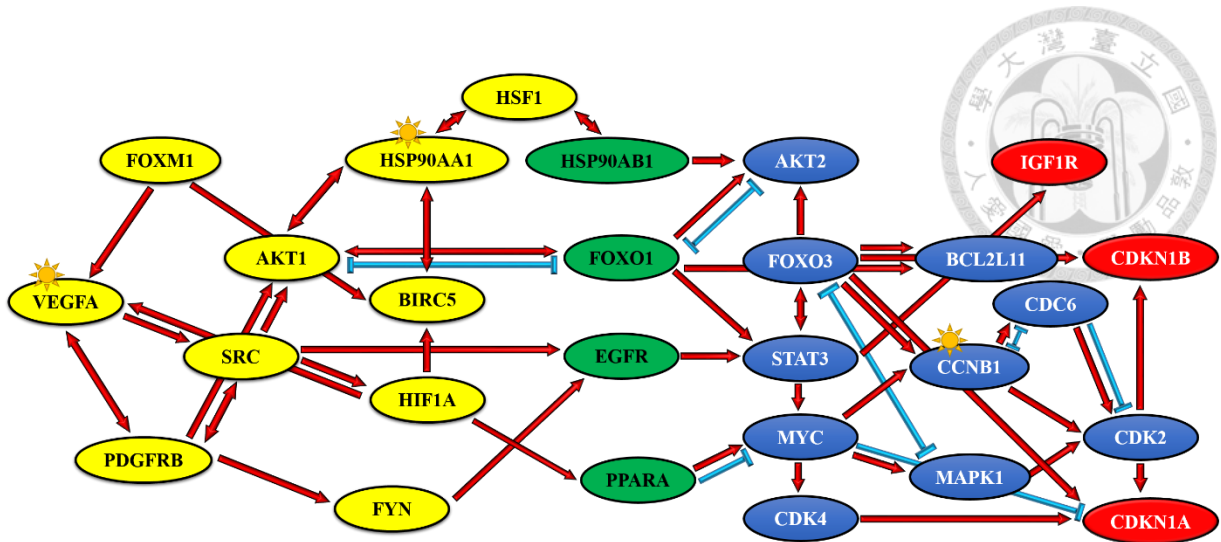 HSF1
FOXM1
HSP90AA1
HSP90AB1
AKT2
IGF1R
AKT1
FOXO1
FOXO3
BCL2L11
CDKN1B
VEGFA
BIRC5
CDC6
SRC
EGFR
STAT3
CCNB1
HIF1A
MYC
CDK2
PDGFRB
PPARA
MAPK1
FYN
CDK4
CDKN1A